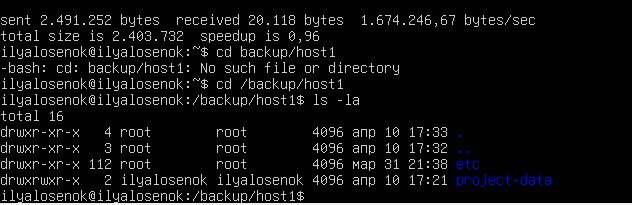 sent 2.491.252 bytes  received 20.118 bytes  1.674.246,67 bytes/sec
total size is 2.403.732  speedup is 0,96
ilyalosenok@ilyalosenok:~$ cd backup/host1
-bash: cd: backup/host1: No such file or directory
ilyalosenok@ilyalosenok:~$ cd /backup/host1
ilyalosenok@ilyalosenok:/backup/host1$ ls -la
total 16
drwxr-xr-x   4 root        root        4096 апр 10 17:33 .
drwxr-xr-x   3 root        root        4096 апр 10 17:32 ..
drwxr-xr-x 112 root        root        4096 мар 31 21:38 etc
drwxrwxr-x   2 ilyalosenok ilyalosenok 4096 апр 10 17:21 project-data
ilyalosenok@ilyalosenok:/backup/host1$